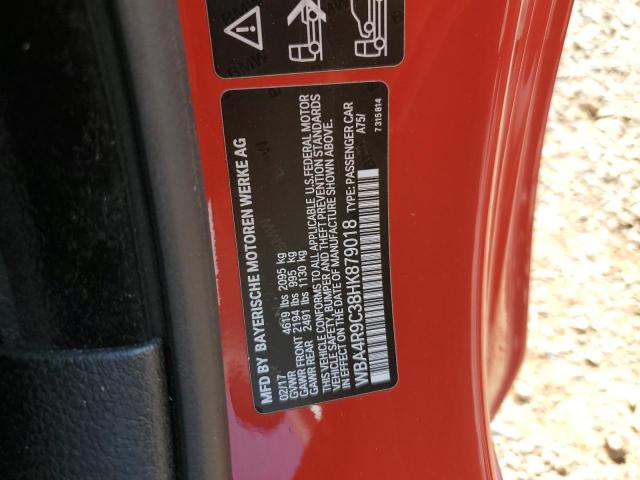 MFD BY BAYERISCHE MOTOREN WERKE AG
02/17
GVWR 4619 lbs 2095 kg
GAWR FRONT 2194 lbs 995 kg
GAWR REAR 2491 lbs 1130 kg
THIS VEHICLE CONFORMS TO ALL APPLICABLE U.S. FEDERAL MOTOR
VEHICLE SAFETY, BUMPER AND THEFT PREVENTION STANDARDS
IN EFFECT ON THE DATE OF MANUFACTURE SHOWN ABOVE.
WBA4R9C38HK879018 TYPE: PASSENGER CAR
A75/
7 315 814